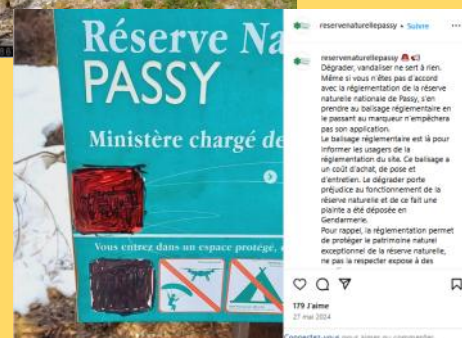 Réserve Na
PASSY
Ministère chargé de
Vous entrez dans un espace protégé,
reservenaturellepassy • Suivre
reservenaturellepassy
Dégrader, vandaliser ne sert à rien.
Même si vous n'êtes pas d'accord
avec la réglementation de la réserve
naturelle nationale de Passy, s'en
prendre au balisage réglementaire en
le passant au marqueur n'empêchera
pas son application.
Le balisage réglementaire est là pour
informer les usagers de la
réglementation du site. Ce balisage a
un coût d'achat, de pose et
d'entretien. Le dégrader porte
préjudice au fonctionnement de la
réserve naturelle et de ce fait une
plainte a été déposée en
Gendarmerie.
Pour rappel, la réglementation permet
de protéger le patrimoine naturel
exceptionnel de la réserve naturelle,
ne pas la respecter expose à des
179 J'aime
27 mai 2024
Connectez-vous pour aimer ou commenter